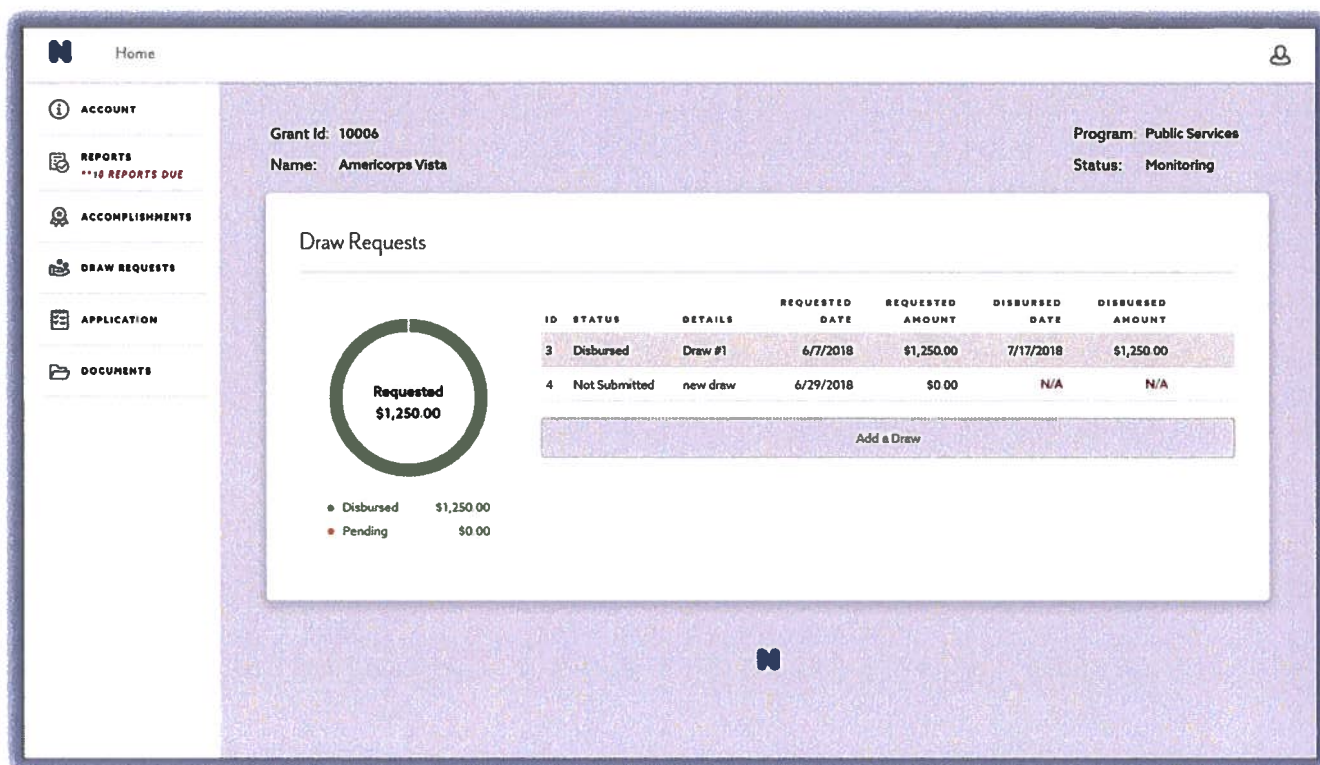 N Home
ACCOUNT
REPORTS
**10 REPORTS DUE
ACCOMPLISHMENTS
DRAW REQUESTS
APPLICATION
DOCUMENTS
Grant Id: 10006
Name: Americorps Vista
Program: Public Services
Status: Monitoring
Draw Requests
Requested
$1,250.00
Disbursed $1,250.00
Pending $0.00
ID STATUS DETAILS REQUESTED DATE REQUESTED AMOUNT DISBURSED DATE DISBURSED AMOUNT
3 Disbursed Draw #1 6/7/2018 $1,250.00 7/17/2018 $1,250.00
4 Not Submitted new draw 6/29/2018 $0.00 N/A N/A
Add a Draw
N